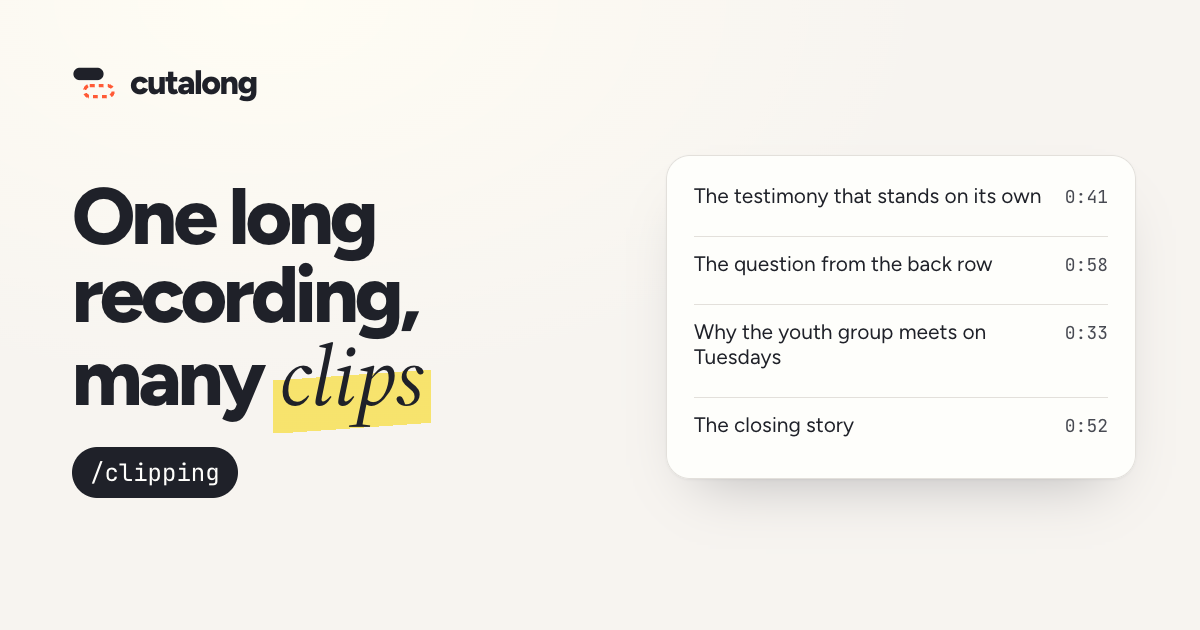 cutalong
One long
recording,
many clips
/clipping
The testimony that stands on its own 0:41
The question from the back row 0:58
Why the youth group meets on 0:33
Tuesdays
The closing story 0:52